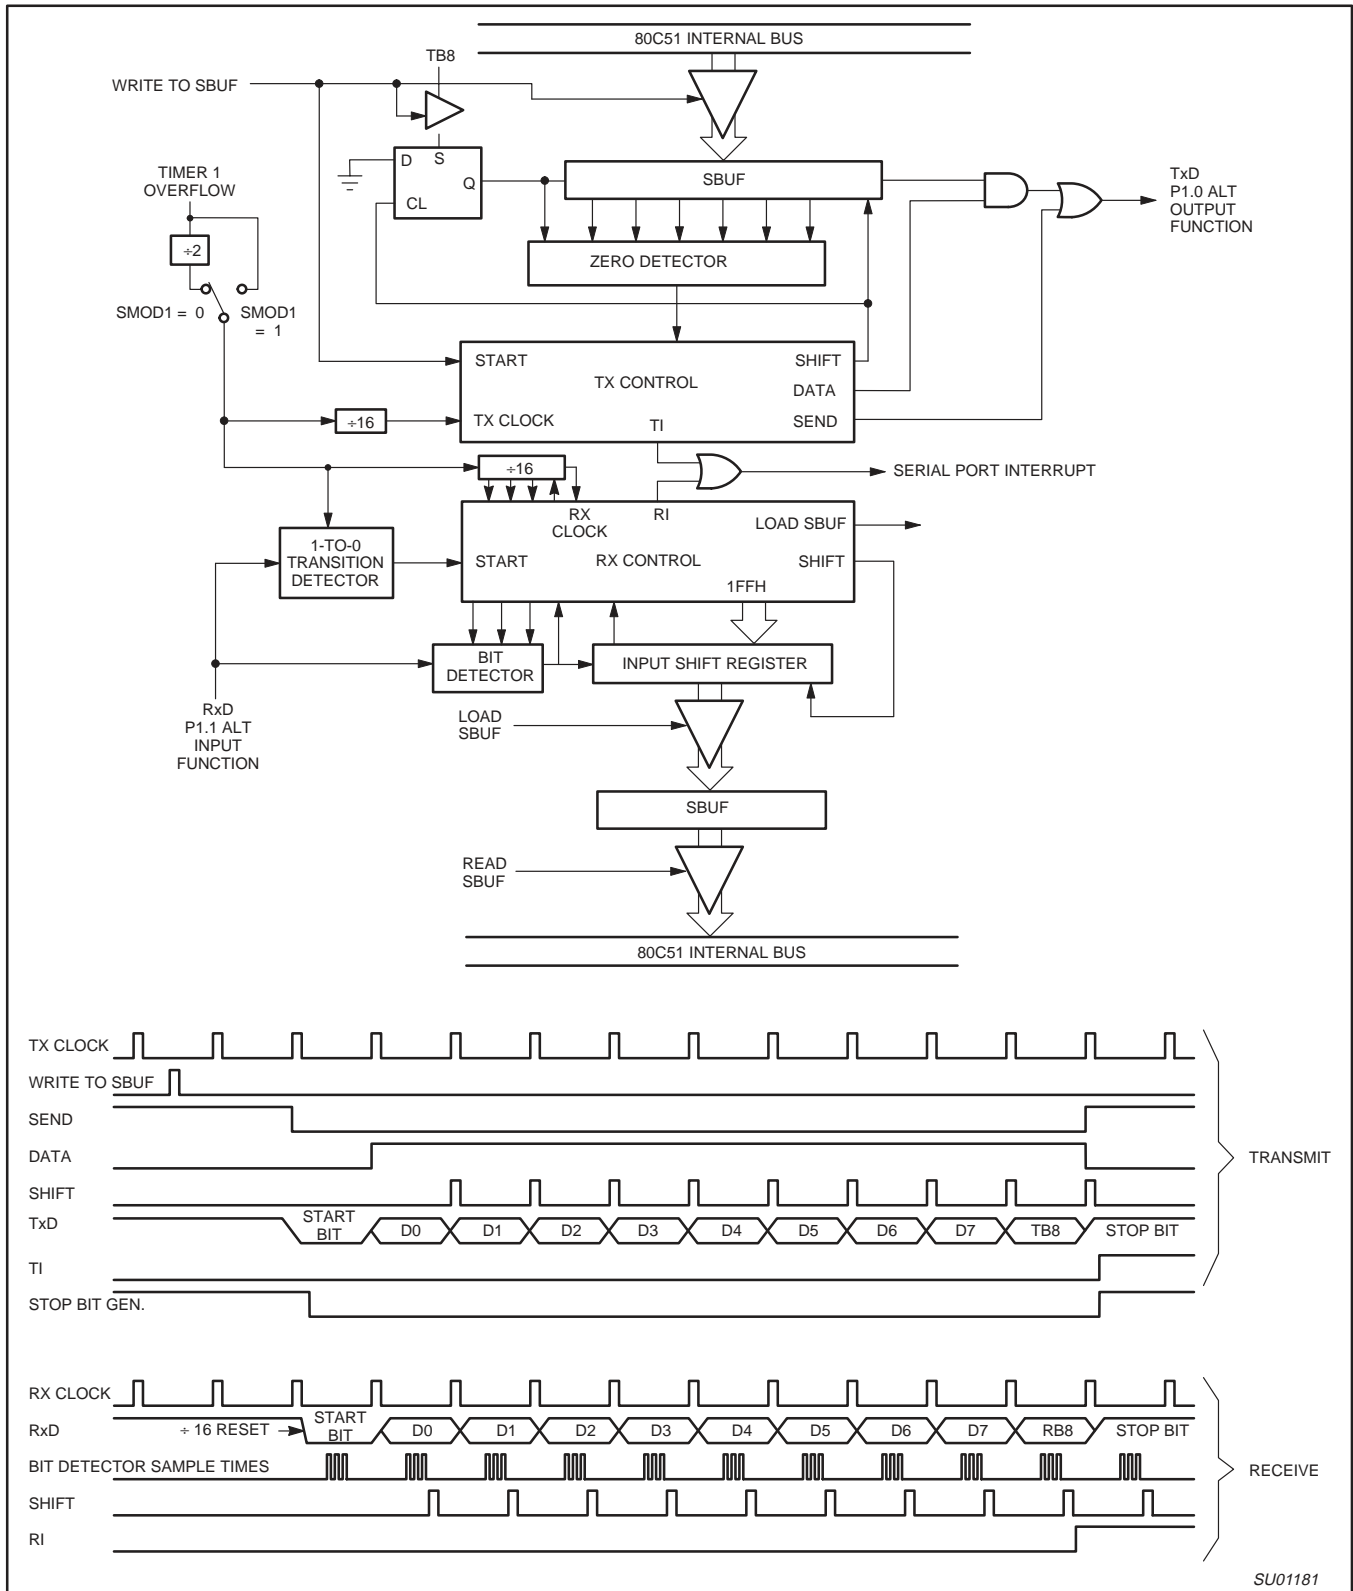 80C51 INTERNAL BUS
TB8
WRITE TO SBUF
D
S
Q
CL
SBUF
TxD
P1.0 ALT
OUTPUT
FUNCTION
TIMER 1
OVERFLOW
÷2
SMOD1 = 0
SMOD1
= 1
ZERO DETECTOR
START
SHIFT
TX CONTROL
DATA
÷16
TX CLOCK
TI
SEND
÷16
SERIAL PORT INTERRUPT
RX
CLOCK
RI
LOAD SBUF
1-TO-0
TRANSITION
DETECTOR
START
RX CONTROL
SHIFT
1FFH
BIT
DETECTOR
INPUT SHIFT REGISTER
RxD
P1.1 ALT
INPUT
FUNCTION
LOAD
SBUF
SBUF
READ
SBUF
80C51 INTERNAL BUS
TX CLOCK
WRITE TO SBUF
SEND
DATA
TRANSMIT
SHIFT
TxD
START
BIT
D0
D1
D2
D3
D4
D5
D6
D7
TB8
STOP BIT
TI
STOP BIT GEN.
RX CLOCK
RxD
÷ 16 RESET
START
BIT
D0
D1
D2
D3
D4
D5
D6
D7
RB8
STOP BIT
BIT DETECTOR SAMPLE TIMES
RECEIVE
SHIFT
RI
SU01181